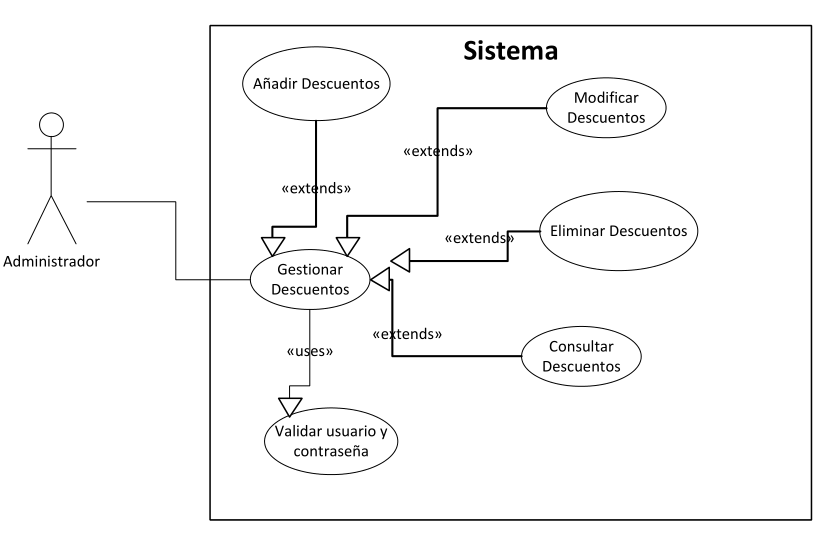 Sistema
Añadir Descuentos
Modificar
Descuentos
«extends»
«extends»
Eliminar Descuentos
«extends»
Administrador
Gestionar
Descuentos
«extends»
Consultar
Descuentos
«uses»
Validar usuario y
contraseña